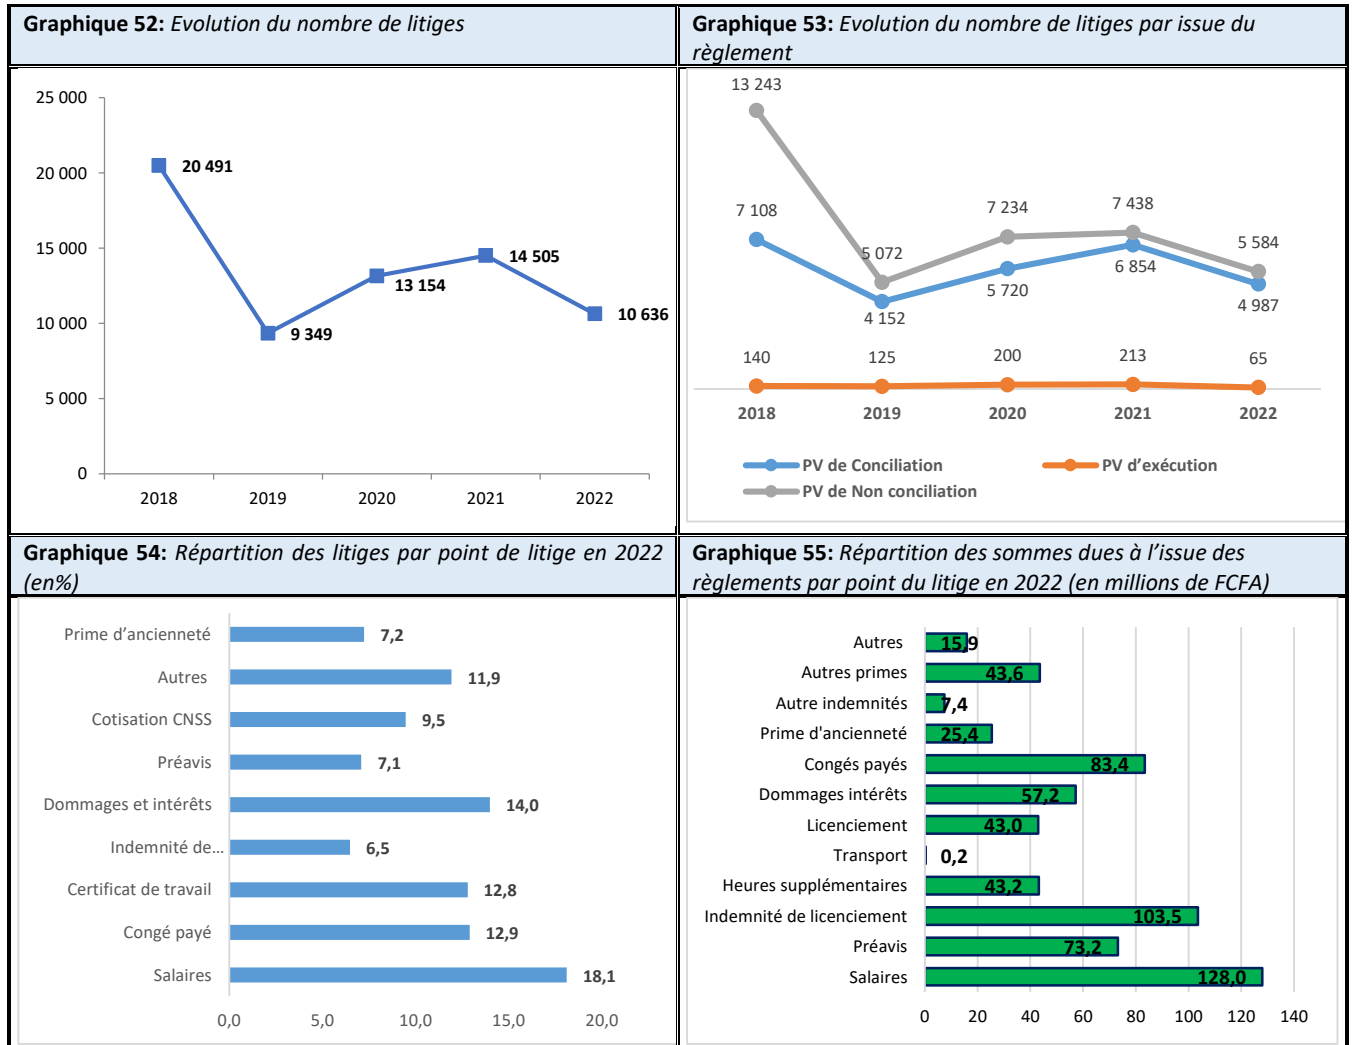 Graphique 52: Evolution du nombre de litiges
25 000
20 000
15 000
10 000
5 000
0
20 491
9 349
13 154
14 505
10 636
2018 2019 2020 2021 2022
Graphique 53: Evolution du nombre de litiges par issue du
règlement
13 243
7 108
5 072
4 152
7 234
5 720
7 438
6 854
5 584
4 987
140 125 200 213 65
2018 2019 2020 2021 2022
PV de Conciliation PV d’exécution
PV de Non conciliation
Graphique 54: Répartition des litiges par point de litige en 2022
(en%)
Prime d’ancienneté 7,2
Autres 11,9
Cotisation CNSS 9,5
Préavis 7,1
Dommages et intérêts 14,0
Indemnité de… 6,5
Certificat de travail 12,8
Congé payé 12,9
Salaires 18,1
0,0 5,0 10,0 15,0 20,0
Graphique 55: Répartition des sommes dues à l’issue des
règlements par point du litige en 2022 (en millions de FCFA)
Autres 15,9
Autres primes 43,6
Autre indemnités 7,4
Prime d'ancienneté 25,4
Congés payés 83,4
Dommages intérêts 57,2
Licenciement 43,0
Transport 0,2
Heures supplémentaires 43,2
Indemnité de licenciement 103,5
Préavis 73,2
Salaires 128,0
0 20 40 60 80 100 120 140